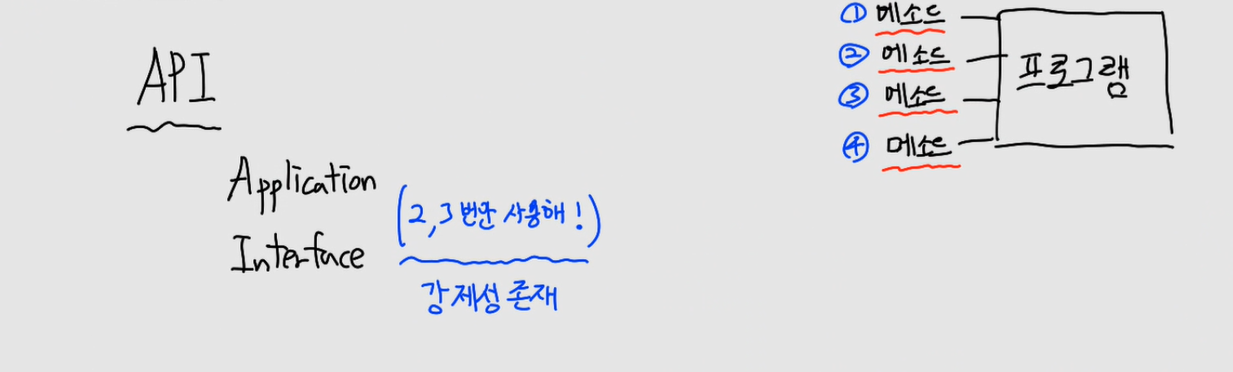 API
Application
Interface
(2,3번만 사용해!)
강제성 존재
① 메소드
② 메소드
③ 메소드
④ 메소드
프로그램